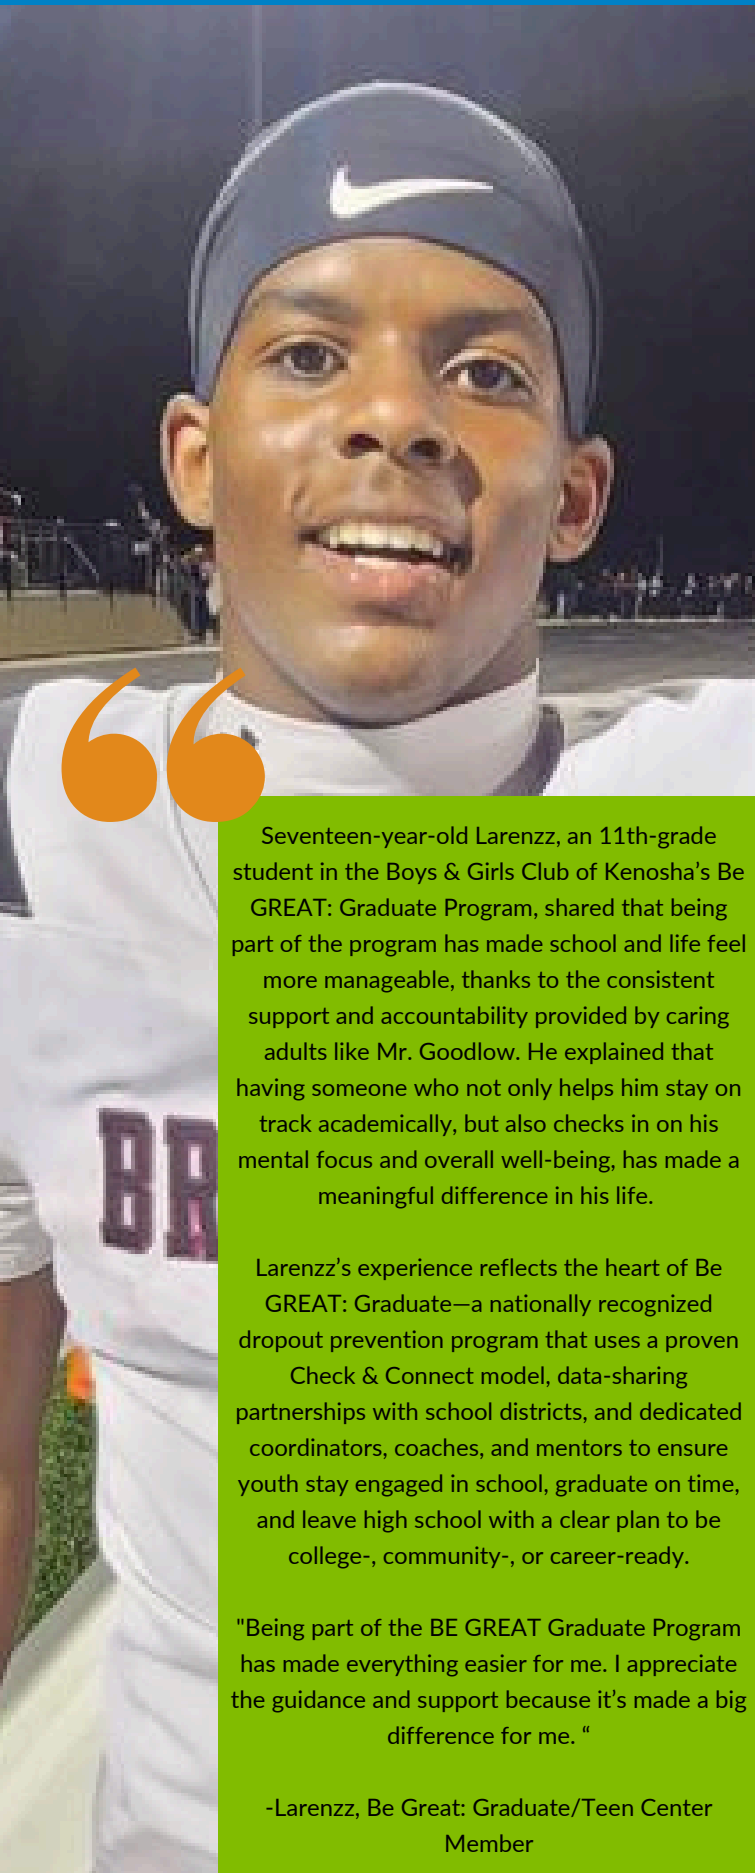 Seventeen-year-old Larenzz, an 11th-grade
student in the Boys & Girls Club of Kenosha’s Be
GREAT: Graduate Program, shared that being
part of the program has made school and life feel
more manageable, thanks to the consistent
support and accountability provided by caring
adults like Mr. Goodlow. He explained that
having someone who not only helps him stay on
track academically, but also checks in on his
mental focus and overall well-being, has made a
meaningful difference in his life.
Larenzz’s experience reflects the heart of Be
GREAT: Graduate—a nationally recognized
dropout prevention program that uses a proven
Check & Connect model, data-sharing
partnerships with school districts, and dedicated
coordinators, coaches, and mentors to ensure
youth stay engaged in school, graduate on time,
and leave high school with a clear plan to be
college-, community-, or career-ready.
"Being part of the BE GREAT Graduate Program
has made everything easier for me. I appreciate
the guidance and support because it’s made a big
difference for me. “
-Larenzz, Be Great: Graduate/Teen Center
Member
BR